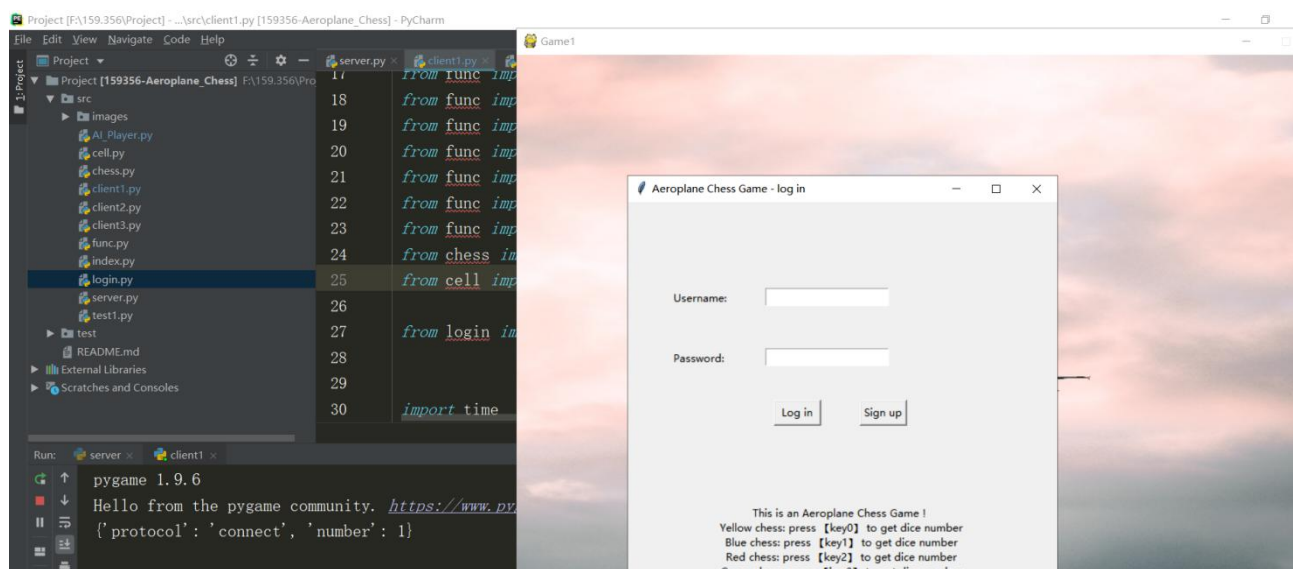 Project [F:\159.356\Project] - ...\src\client1.py [159356-Aeroplane_Chess] - PyCharm
File Edit View Navigate Code Help
Project
1: Project
Project [159356-Aeroplane_Chess] F:\159.356\Pro
src
images
AI_Player.py
cell.py
chess.py
client1.py
client2.py
client3.py
func.py
index.py
login.py
server.py
test1.py
test
README.md
External Libraries
Scratches and Consoles
server.py
client1.py
17 from func imp
18 from func imp
19 from func imp
20 from func imp
21 from func imp
22 from func imp
23 from func imp
24 from chess im
25 from cell imp
26
27 from login im
28
29
30 import time
Run: server client1
pygame 1.9.6
Hello from the pygame community. https://www.py
{'protocol': 'connect', 'number': 1}
Game1
Aeroplane Chess Game - log in
Username:
Password:
Log in Sign up
This is an Aeroplane Chess Game !
Yellow chess: press 【key0】 to get dice number
Blue chess: press 【key1】 to get dice number
Red chess: press 【key2】 to get dice number